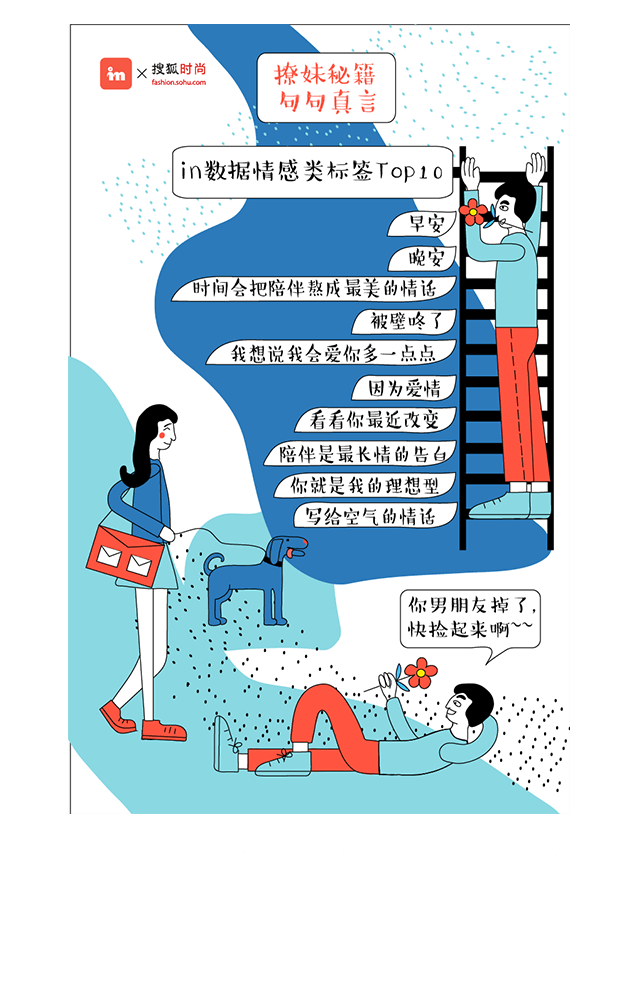 in × 搜狐时尚
fashion.sohu.com
撩妹秘籍
句句真言
in数据情感类标签Top10
早安
晚安
时间会把陪伴熬成最美的情话
被壁咚了
我想说我会爱你多一点点
因为爱情
看看你最近改变
陪伴是最长情的告白
你就是我的理想型
写给空气的情话
你男朋友掉了,
快捡起来啊~~